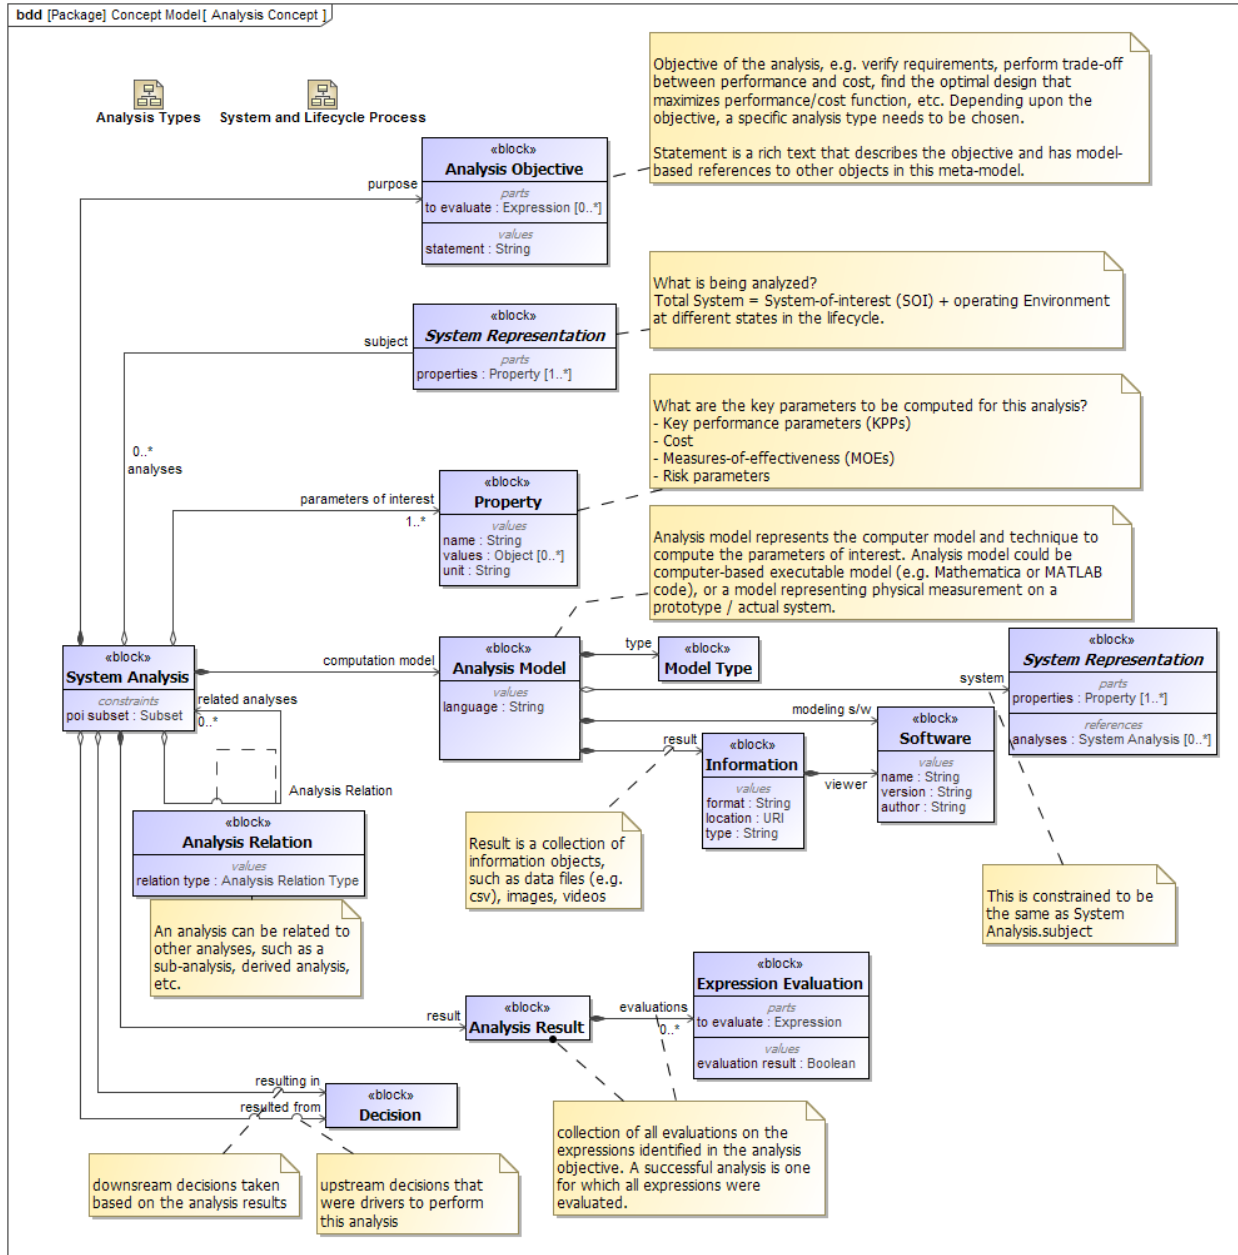 bdd [Package] Concept Model [ Analysis Concept ]
Analysis Types
System and Lifecycle Process
Objective of the analysis, e.g. verify requirements, perform trade-off
between performance and cost, find the optimal design that
maximizes performance/cost function, etc. Depending upon the
objective, a specific analysis type needs to be chosen.
Statement is a rich text that describes the objective and has model-
based references to other objects in this meta-model.
«block»
Analysis Objective
parts
to evaluate : Expression [0..*]
values
statement : String
purpose
What is being analyzed?
Total System = System-of-interest (SOI) + operating Environment
at different states in the lifecycle.
«block»
System Representation
parts
properties : Property [1..*]
subject
0..*
analyses
What are the key parameters to be computed for this analysis?
- Key performance parameters (KPPs)
- Cost
- Measures-of-effectiveness (MOEs)
- Risk parameters
«block»
Property
values
name : String
values : Object [0..*]
unit : String
parameters of interest
1..*
Analysis model represents the computer model and technique to
compute the parameters of interest. Analysis model could be
computer-based executable model (e.g. Mathematica or MATLAB
code), or a model representing physical measurement on a
prototype / actual system.
«block»
System Analysis
constraints
poi subset : Subset
computation model
«block»
Analysis Model
values
language : String
type
«block»
Model Type
system
«block»
System Representation
parts
properties : Property [1..*]
references
analyses : System Analysis [0..*]
modeling s/w
«block»
Software
values
name : String
version : String
author : String
result
«block»
Information
values
format : String
location : URI
type : String
viewer
related analyses
0..*
Analysis Relation
«block»
Analysis Relation
values
relation type : Analysis Relation Type
An analysis can be related to
other analyses, such as a
sub-analysis, derived analysis,
etc.
Result is a collection of
information objects,
such as data files (e.g.
csv), images, videos
This is constrained to be
the same as System
Analysis.subject
result
«block»
Analysis Result
evaluations
0..*
«block»
Expression Evaluation
parts
to evaluate : Expression
values
evaluation result : Boolean
resulting in
resulted from
«block»
Decision
collection of all evaluations on the
expressions identified in the analysis
objective. A successful analysis is one
for which all expressions were
evaluated.
downsream decisions taken
based on the analysis results
upstream decisions that
were drivers to perform
this analysis